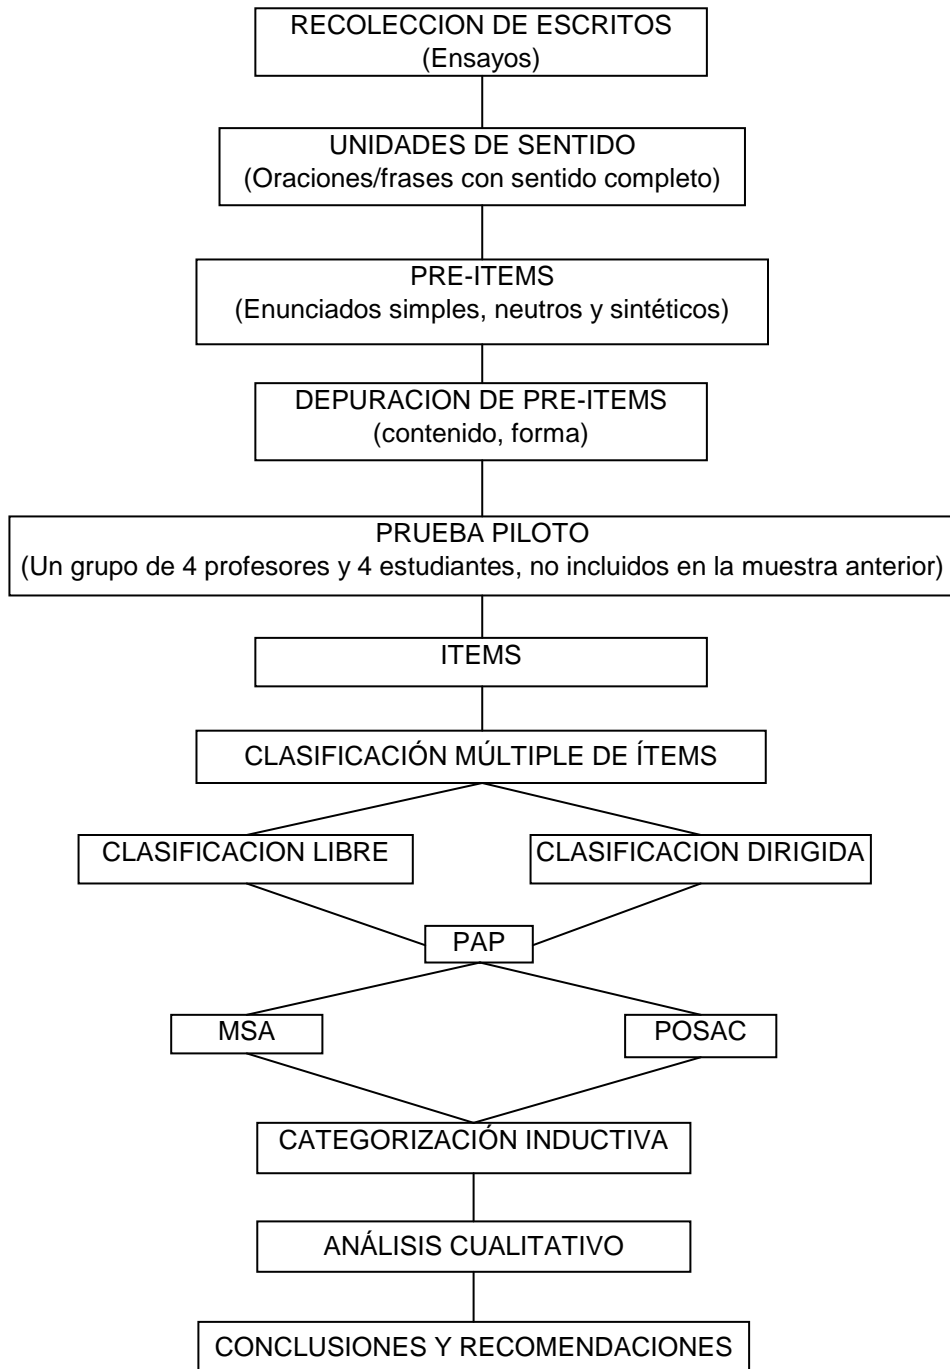 RECOLECCION DE ESCRITOS
(Ensayos)
UNIDADES DE SENTIDO
(Oraciones/frases con sentido completo)
PRE-ITEMS
(Enunciados simples, neutros y sintéticos)
DEPURACION DE PRE-ITEMS
(contenido, forma)
PRUEBA PILOTO
(Un grupo de 4 profesores y 4 estudiantes, no incluidos en la muestra anterior)
ITEMS
CLASIFICACIÓN MÚLTIPLE DE ÍTEMS
CLASIFICACION LIBRE
CLASIFICACION DIRIGIDA
PAP
MSA
POSAC
CATEGORIZACIÓN INDUCTIVA
ANÁLISIS CUALITATIVO
CONCLUSIONES Y RECOMENDACIONES